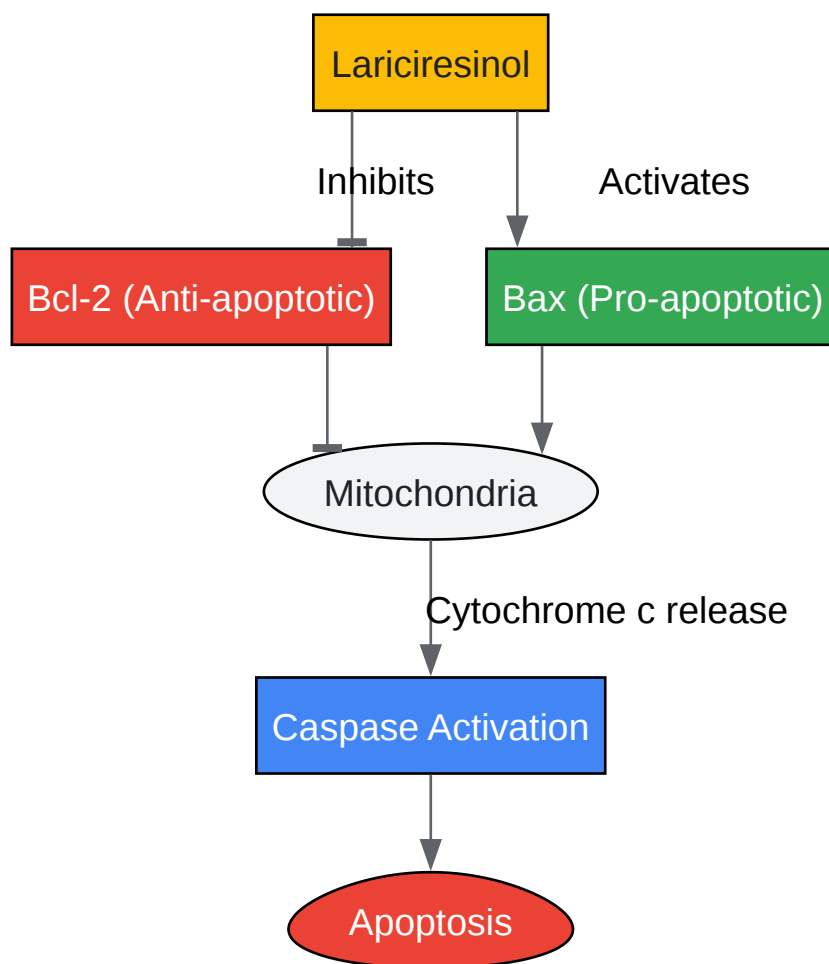 Lariciresinol
Inhibits
Activates
Bcl-2 (Anti-apoptotic)
Bax (Pro-apoptotic)
Mitochondria
Cytochrome c release
Caspase Activation
Apoptosis